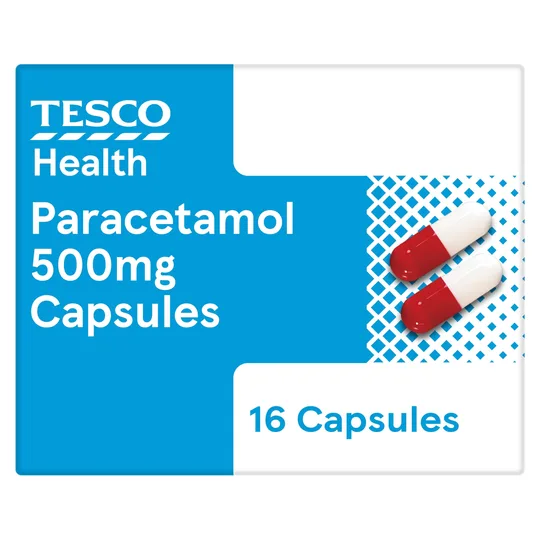 TESCO
Health
Paracetamol
500mg
Capsules
16 Capsules